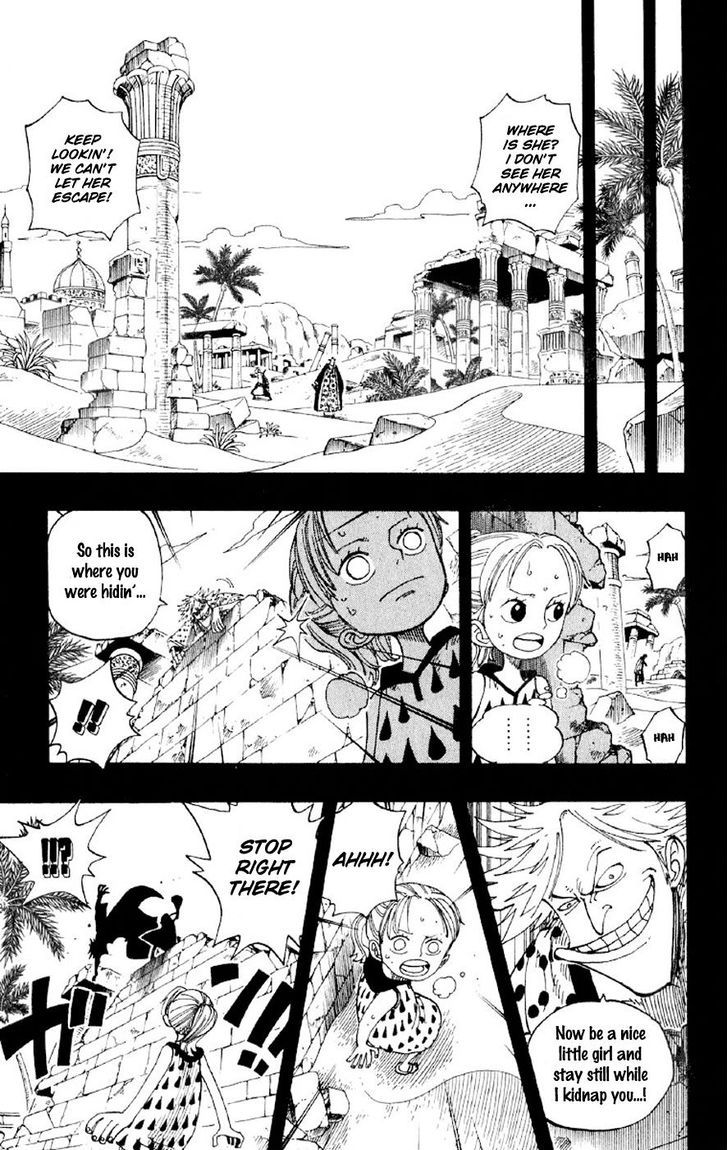 WHERE
IS SHE?
I DON'T
SEE HER
ANYWHERE
...
KEEP
LOOKIN'!
WE CAN'T
LET HER
ESCAPE!
HAH
......
HAH
So this is
where you
were hidin'...
!!
Now be a nice
little girl and
stay still while
I kidnap you...!
AHHH!
STOP
RIGHT
THERE!
!!!?